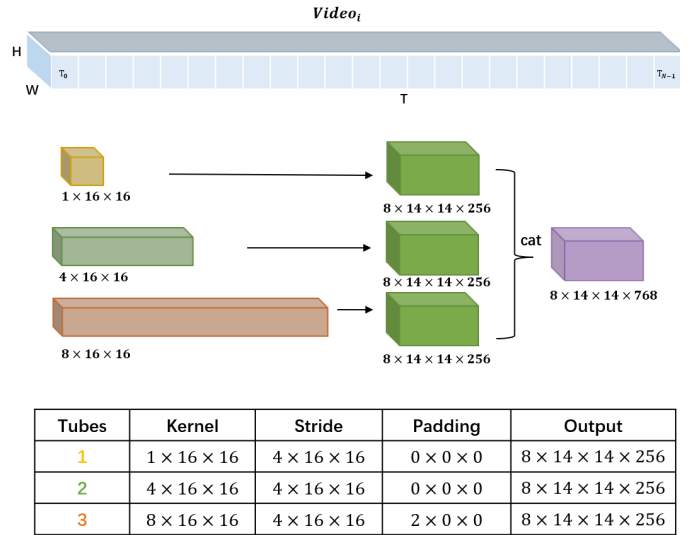 Video_i
H
T_0
T_{N−1}
W
T
1 × 16 × 16
8 × 14 × 14 × 256
cat
4 × 16 × 16
8 × 14 × 14 × 256
8 × 14 × 14 × 768
8 × 16 × 16
8 × 14 × 14 × 256
Tubes Kernel Stride Padding Output
1 1 × 16 × 16 4 × 16 × 16 0 × 0 × 0 8 × 14 × 14 × 256
2 4 × 16 × 16 4 × 16 × 16 0 × 0 × 0 8 × 14 × 14 × 256
3 8 × 16 × 16 4 × 16 × 16 2 × 0 × 0 8 × 14 × 14 × 256